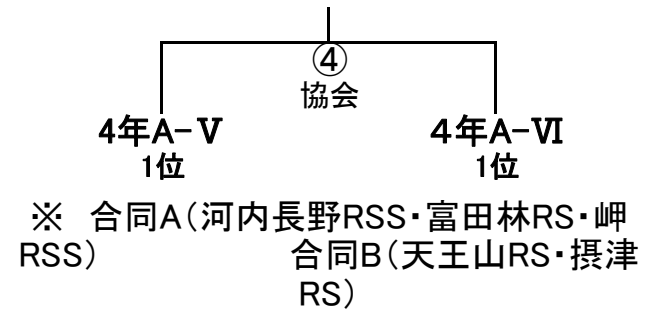 ④
協会
4年A-Ⅴ 4年A-Ⅵ
1位 1位
※ 合同A(河内長野RSS・富田林RS・岬
RSS) 合同B(天王山RS・摂津
RS)